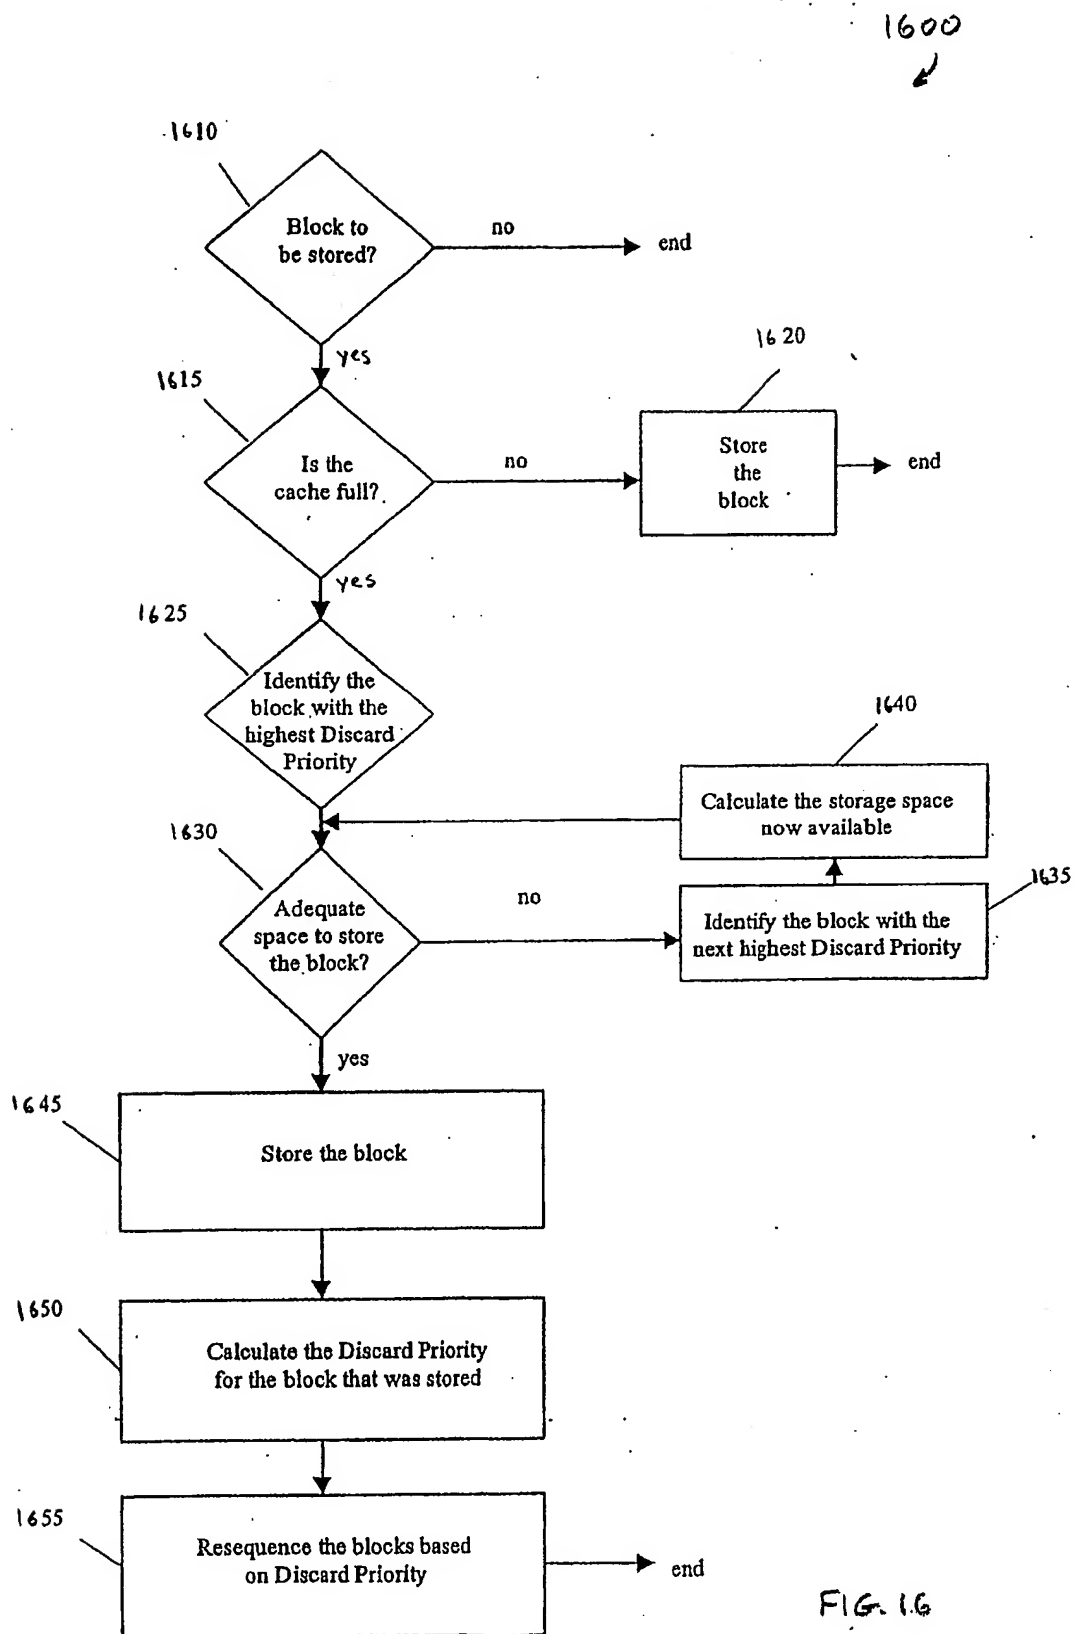 1600
1610
Block to
be stored?
no
end
yes
1615
Is the
cache full?
no
1620
Store
the
block
end
yes
1625
Identify the
block with the
highest Discard
Priority
1640
Calculate the storage space
now available
1630
Adequate
space to store
the block?
no
1635
Identify the block with the
next highest Discard Priority
yes
1645
Store the block
1650
Calculate the Discard Priority
for the block that was stored
1655
Resequence the blocks based
on Discard Priority
end
FIG. 16